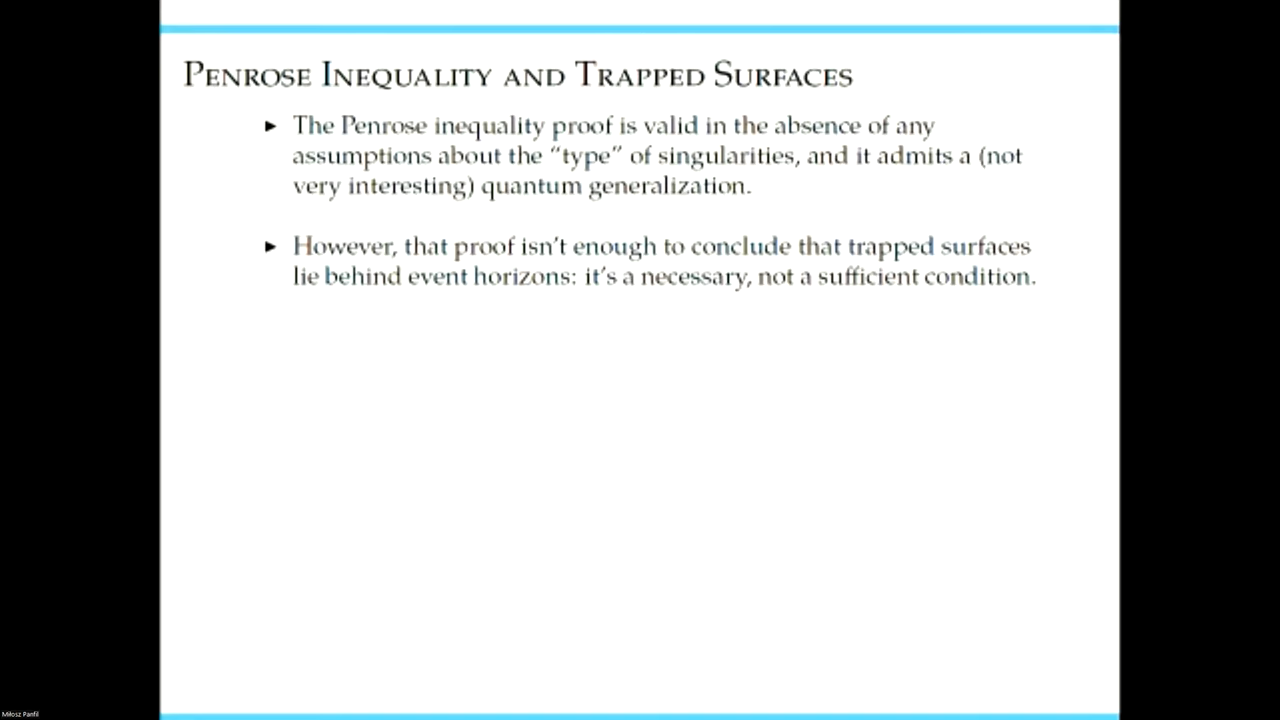 PENROSE INEQUALITY AND TRAPPED SURFACES
▶ The Penrose inequality proof is valid in the absence of any
assumptions about the “type” of singularities, and it admits a (not
very interesting) quantum generalization.
▶ However, that proof isn’t enough to conclude that trapped surfaces
lie behind event horizons: it’s a necessary, not a sufficient condition.
Miłosz Panfil